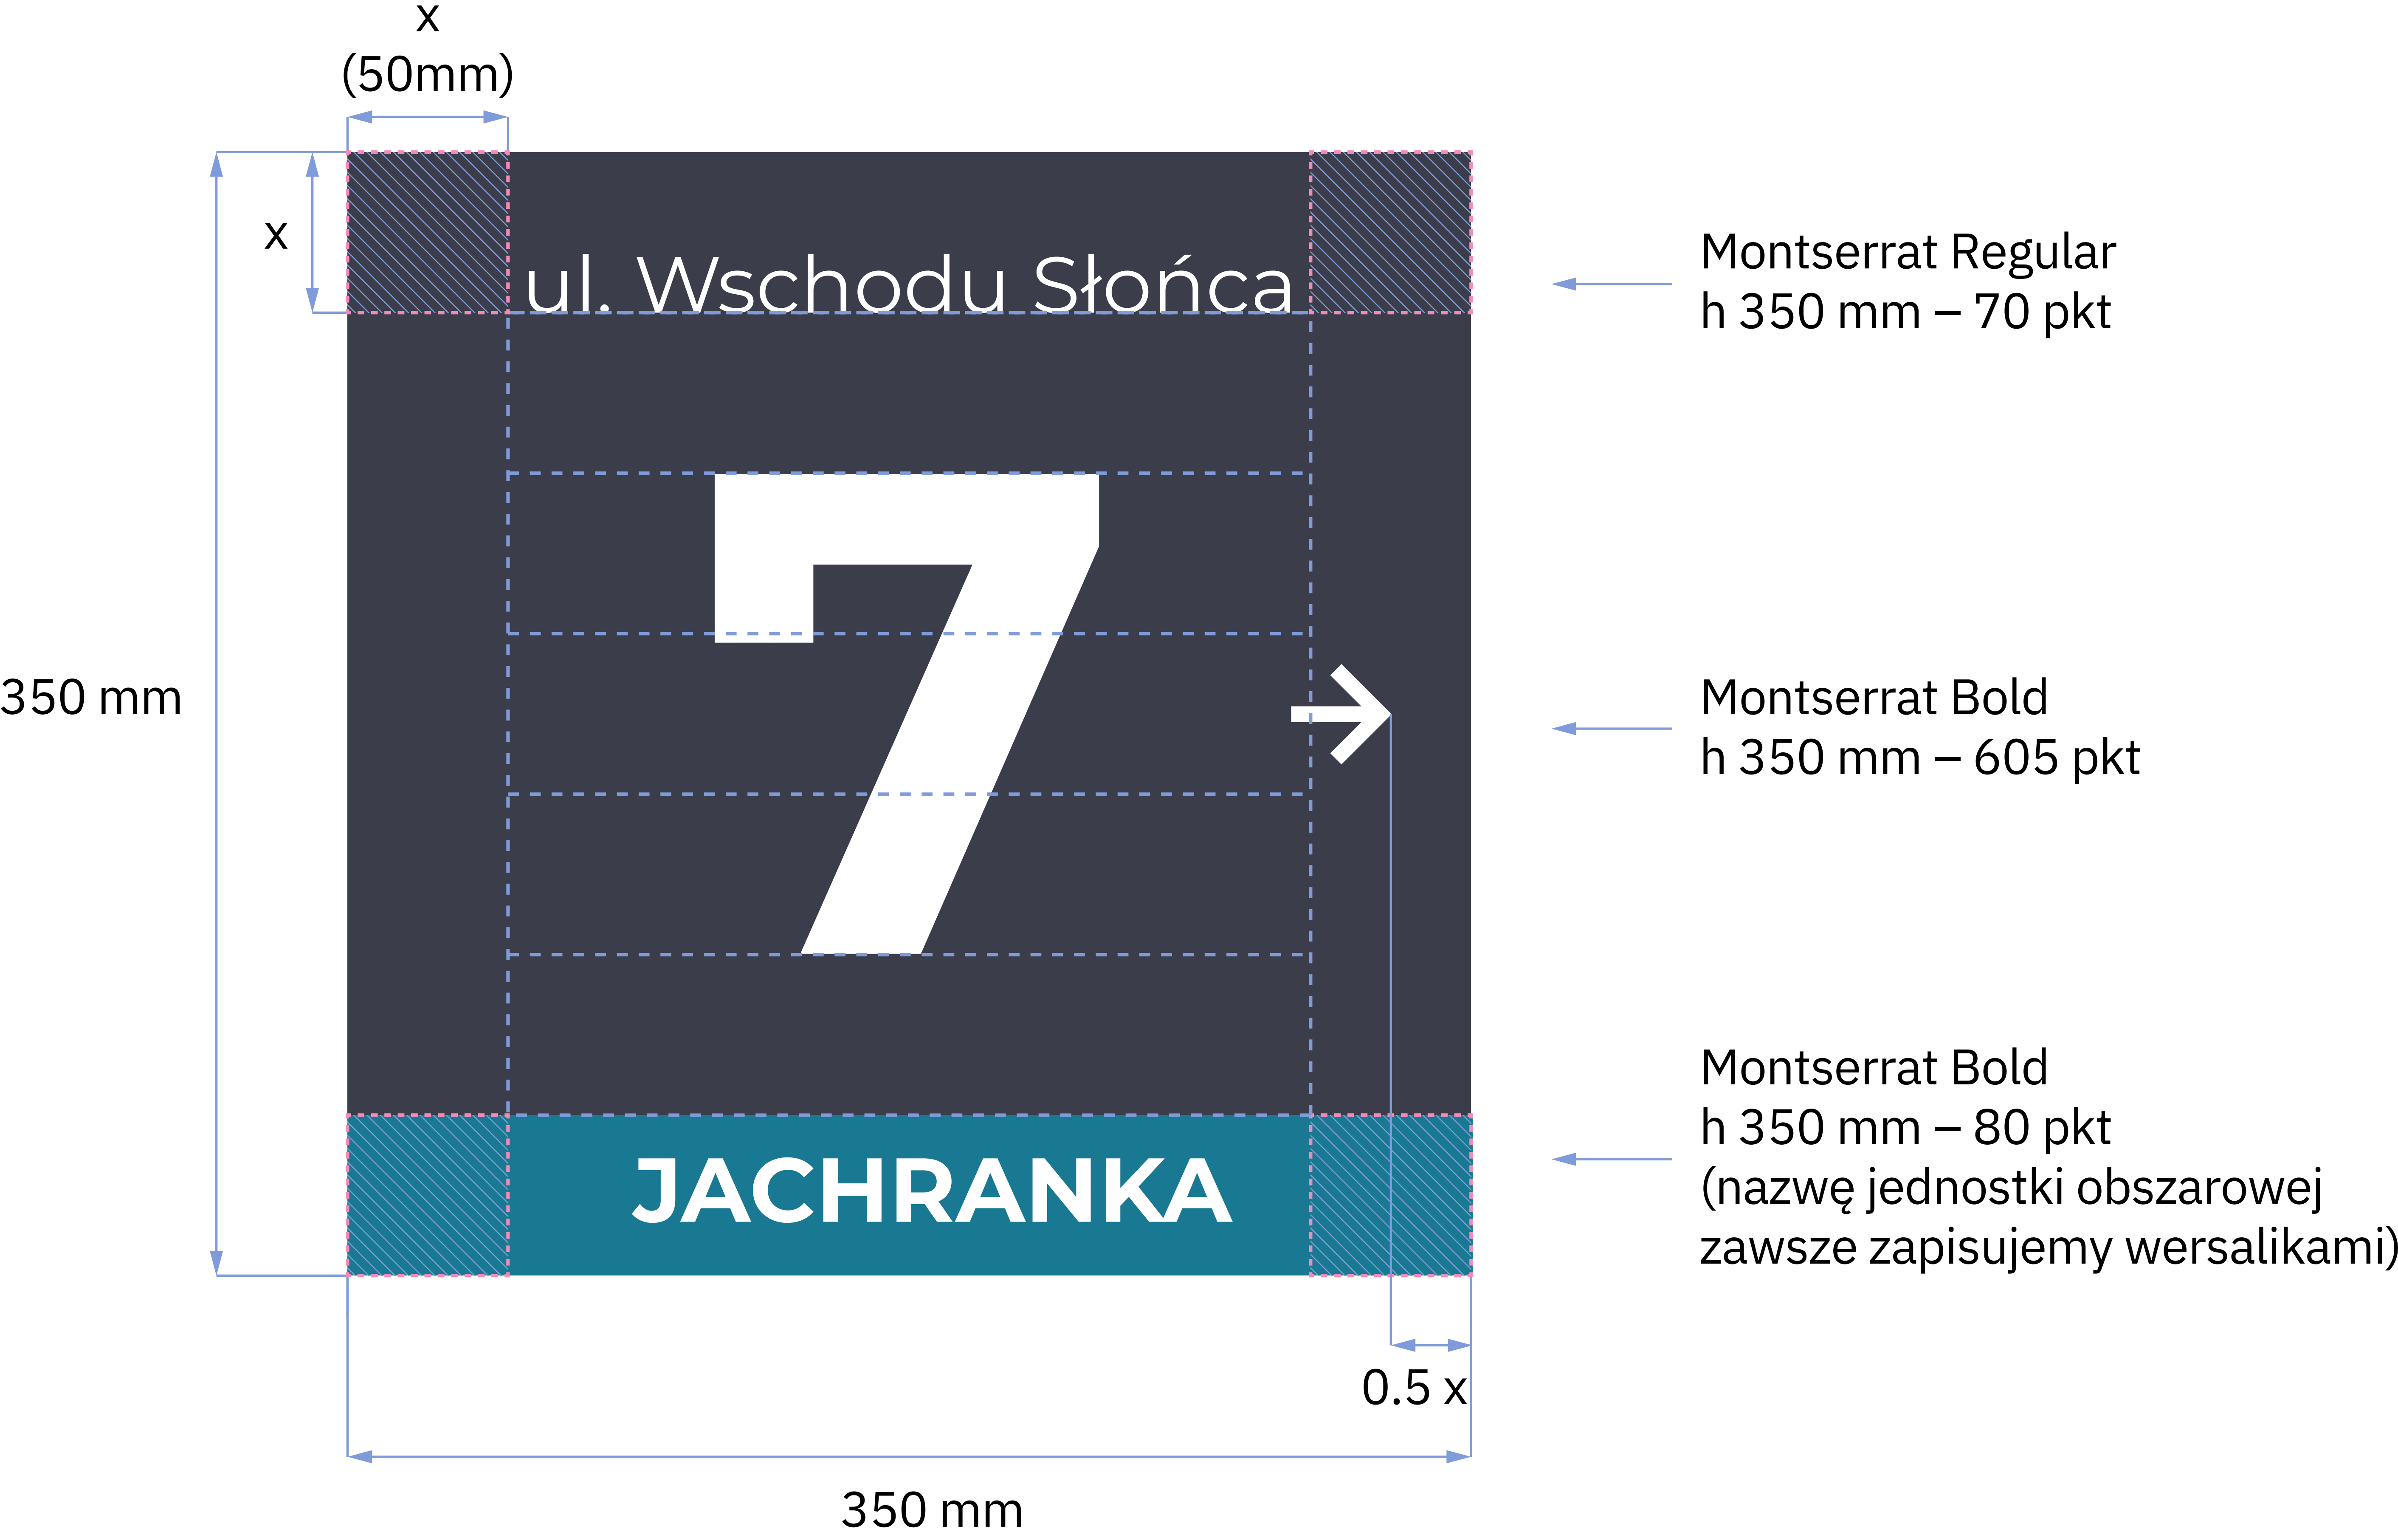 x
(50mm)
x
ul. Wschodu Słońca
Montserrat Regular
h 350 mm – 70 pkt
7
350 mm
Montserrat Bold
h 350 mm – 605 pkt
JACHRANKA
Montserrat Bold
h 350 mm – 80 pkt
(nazwę jednostki obszarowej
zawsze zapisujemy wersalikami)
0.5 x
350 mm